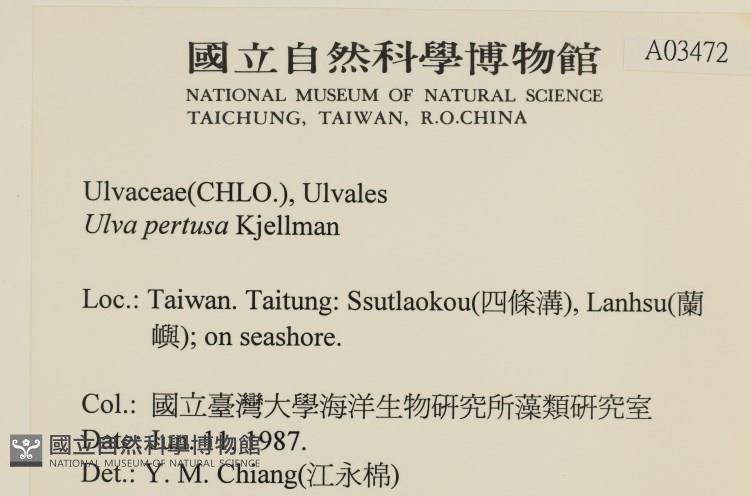 國立自然科學博物館
A03472
NATIONAL MUSEUM OF NATURAL SCIENCE
TAICHUNG, TAIWAN, R.O.CHINA
Ulvaceae(CHLO.), Ulvales
Ulva pertusa Kjellman
Loc.: Taiwan. Taitung: Ssutlaokou(四條溝), Lanhsu(蘭
嶼); on seashore.
Col.: 國立臺灣大學海洋生物研究所藻類研究室
Date: Jun. 11, 1987.
國立自然科學博物館
NATIONAL MUSEUM OF NATURAL SCIENCE
Det.: Y. M. Chiang(江永棉)